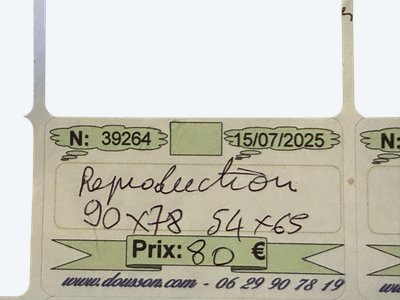 N: 39264 15/07/2025 N:
Reproduction
90x78 54x65
Prix: 80 €
www.dousson.com - 06 29 90 78 19